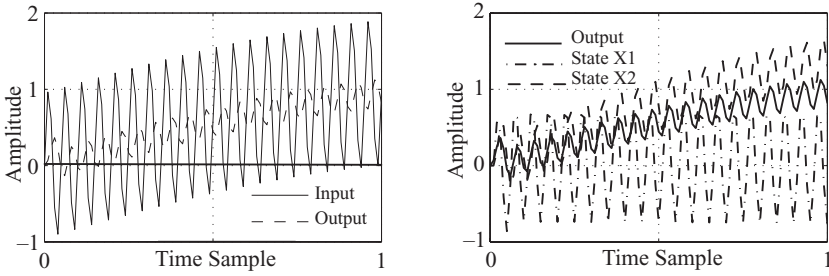 2
1
0
−1
Amplitude
Input
Output
0
Time Sample
1
2
1
0
−1
Amplitude
Output
State X1
State X2
0
Time Sample
1